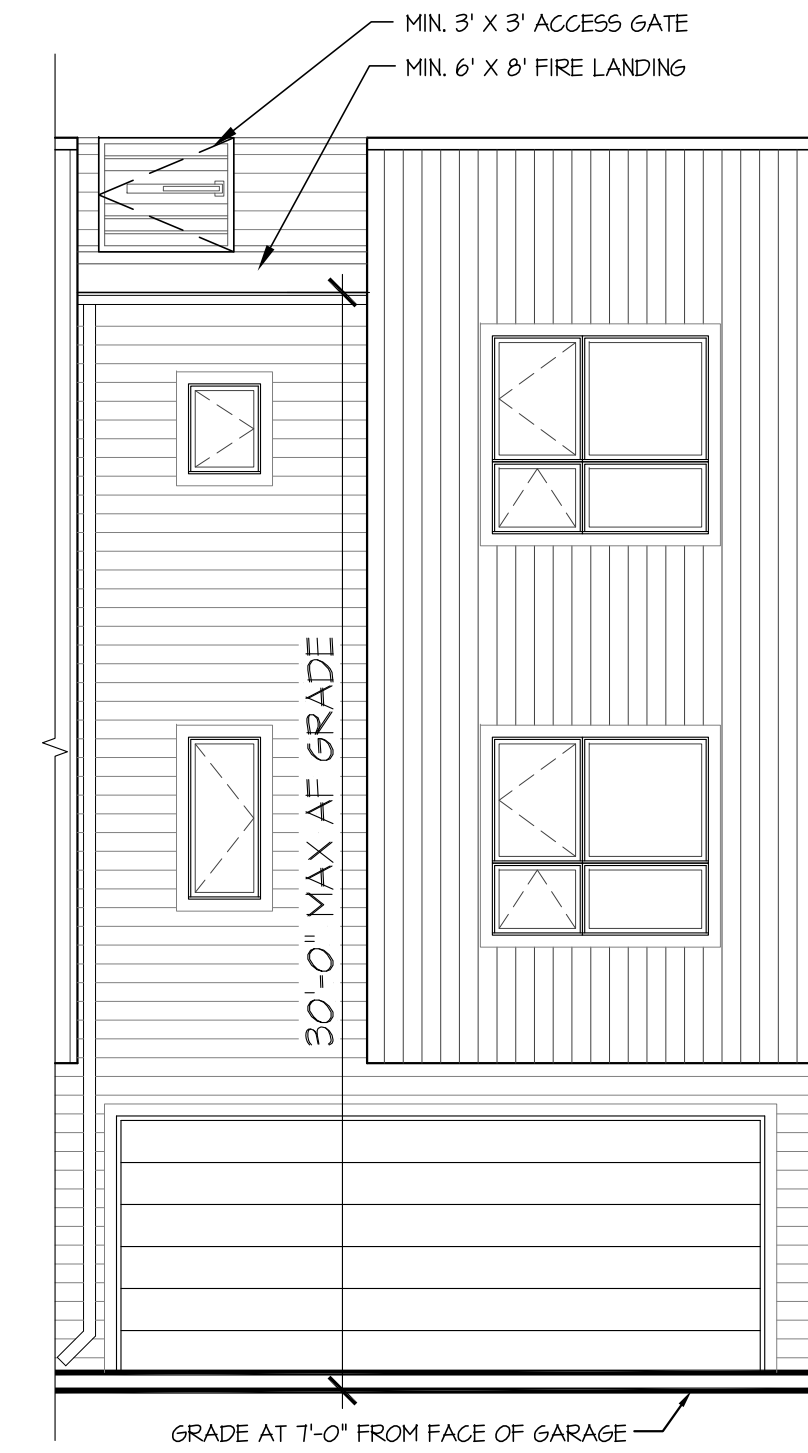 MIN. 3' X 3' ACCESS GATE
MIN. 6' X 8' FIRE LANDING
30'-0" MAX AF GRADE
GRADE AT 7'-0" FROM FACE OF GARAGE